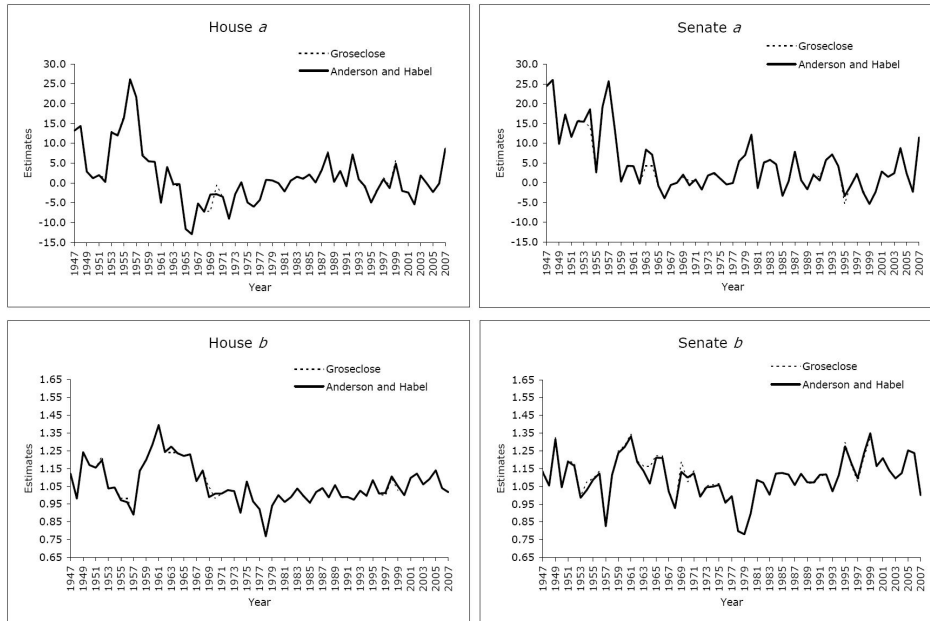 House a
Groseclose
Anderson and Habel
30.0
25.0
20.0
15.0
10.0
5.0
0.0
-5.0
-10.0
-15.0
Estimates
1947 1949 1951 1953 1955 1957 1959 1961 1963 1965 1967 1969 1971 1973 1975 1977 1979 1981 1983 1985 1987 1989 1991 1993 1995 1997 1999 2001 2003 2005 2007
Year
Senate a
Groseclose
Anderson and Habel
30.0
25.0
20.0
15.0
10.0
5.0
0.0
-5.0
-10.0
-15.0
Estimates
1947 1949 1951 1953 1955 1957 1959 1961 1963 1965 1967 1969 1971 1973 1975 1977 1979 1981 1983 1985 1987 1989 1991 1993 1995 1997 1999 2001 2003 2005 2007
Year
House b
Groseclose
Anderson and Habel
1.65
1.55
1.45
1.35
1.25
1.15
1.05
0.95
0.85
0.75
0.65
Estimates
1947 1949 1951 1953 1955 1957 1959 1961 1963 1965 1967 1969 1971 1973 1975 1977 1979 1981 1983 1985 1987 1989 1991 1993 1995 1997 1999 2001 2003 2005 2007
Year
Senate b
Groseclose
Anderson and Habel
1.65
1.55
1.45
1.35
1.25
1.15
1.05
0.95
0.85
0.75
0.65
Estimates
1947 1949 1951 1953 1955 1957 1959 1961 1963 1965 1967 1969 1971 1973 1975 1977 1979 1981 1983 1985 1987 1989 1991 1993 1995 1997 1999 2001 2003 2005 2007
Year